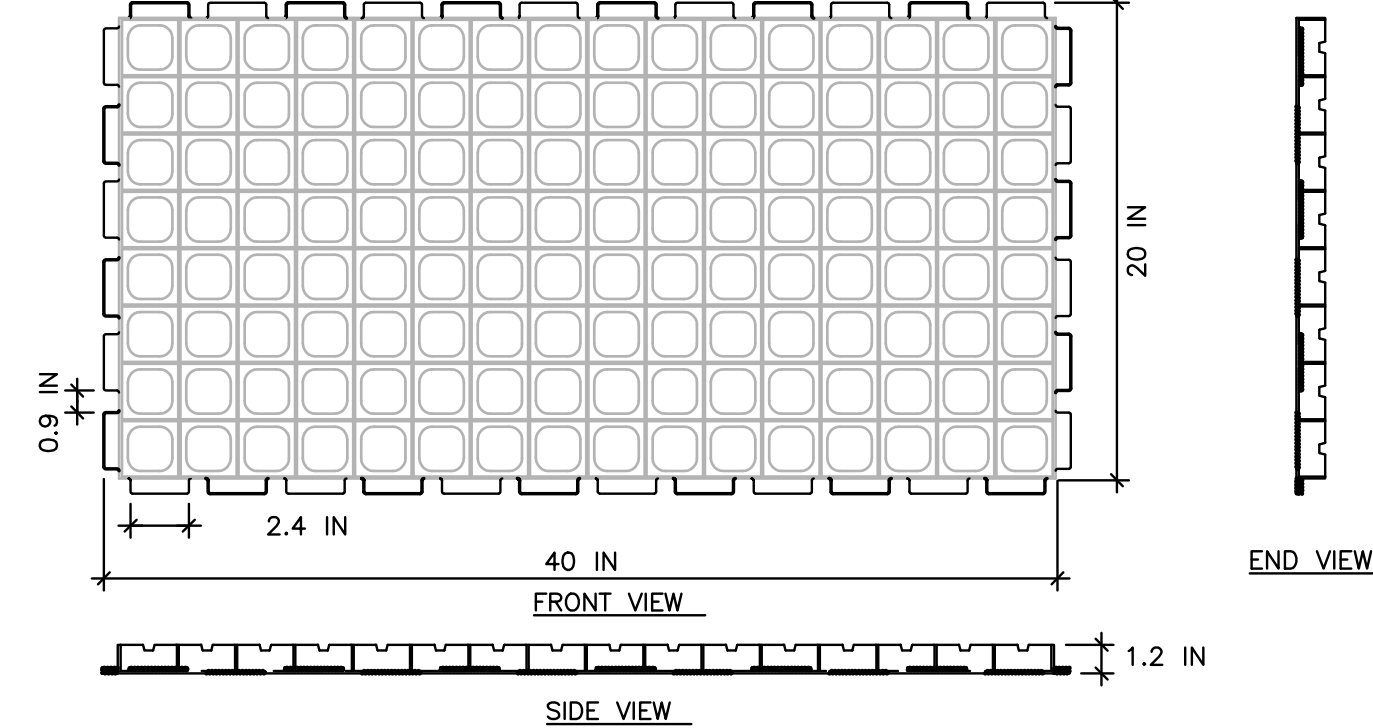 20 IN
0.9 IN
2.4 IN
40 IN
FRONT VIEW
END VIEW
1.2 IN
SIDE VIEW